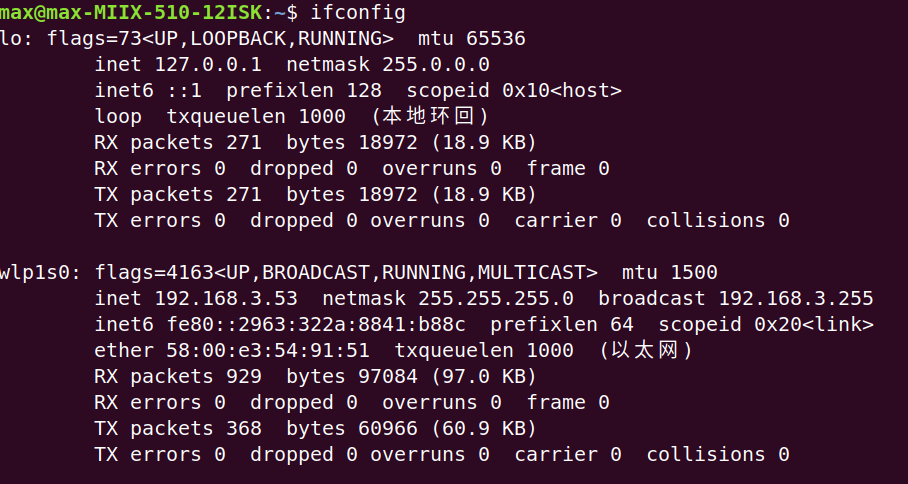 max@max-MIIX-510-12ISK:~$ ifconfig
lo: flags=73<UP,LOOPBACK,RUNNING>  mtu 65536
        inet 127.0.0.1  netmask 255.0.0.0
        inet6 ::1  prefixlen 128  scopeid 0x10<host>
        loop  txqueuelen 1000  (本地环回)
        RX packets 271  bytes 18972 (18.9 KB)
        RX errors 0  dropped 0  overruns 0  frame 0
        TX packets 271  bytes 18972 (18.9 KB)
        TX errors 0  dropped 0 overruns 0  carrier 0  collisions 0

wlp1s0: flags=4163<UP,BROADCAST,RUNNING,MULTICAST>  mtu 1500
        inet 192.168.3.53  netmask 255.255.255.0  broadcast 192.168.3.255
        inet6 fe80::2963:322a:8841:b88c  prefixlen 64  scopeid 0x20<link>
        ether 58:00:e3:54:91:51  txqueuelen 1000  (以太网)
        RX packets 929  bytes 97084 (97.0 KB)
        RX errors 0  dropped 0  overruns 0  frame 0
        TX packets 368  bytes 60966 (60.9 KB)
        TX errors 0  dropped 0 overruns 0  carrier 0  collisions 0